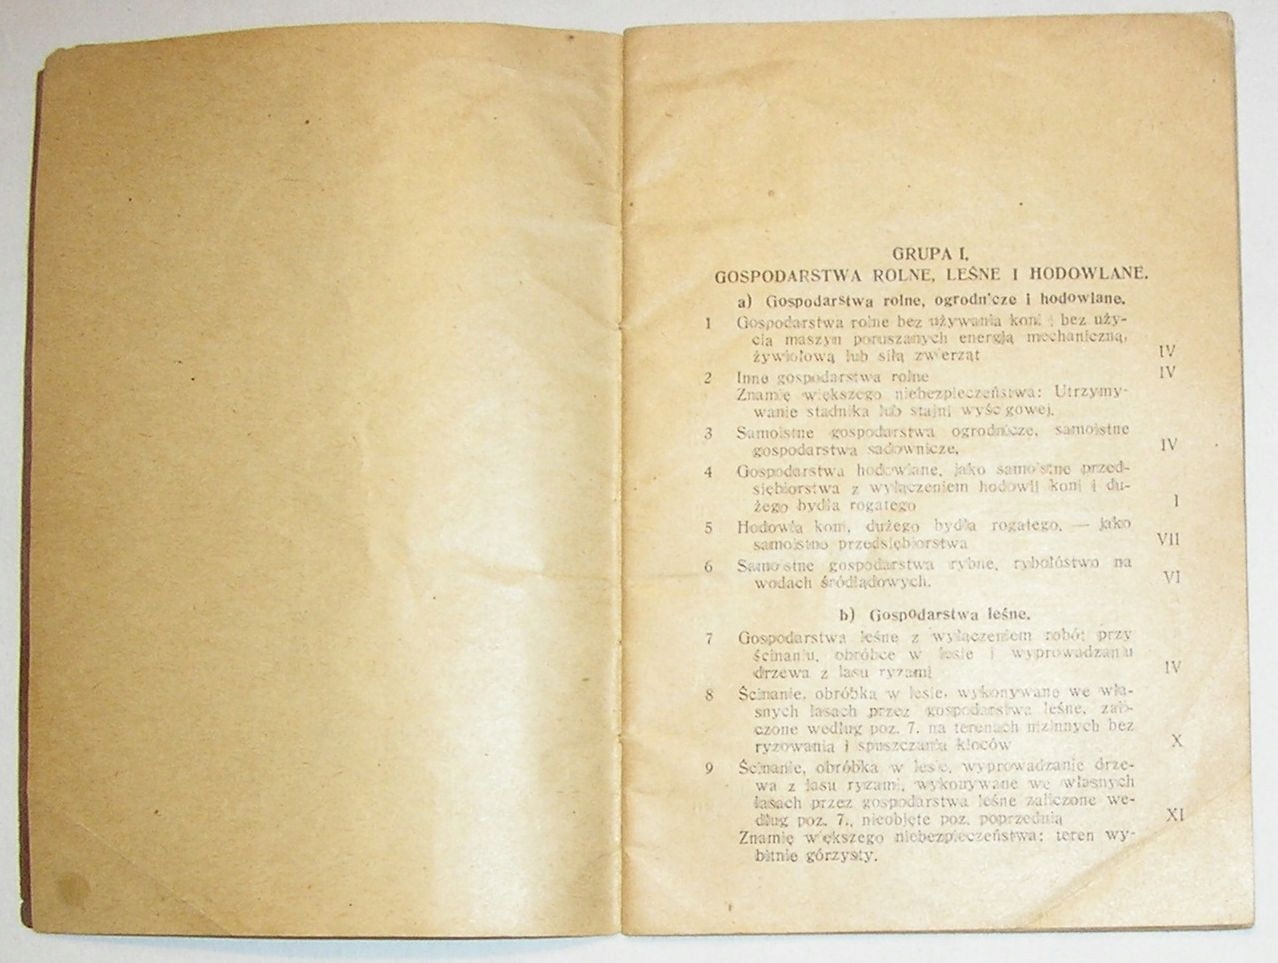 GRUPA I.
GOSPODARSTWA ROLNE, LEŚNE I HODOWLANE.
a) Gospodarstwa rolne, ogrodnicze i hodowlane.
1 Gospodarstwa rolne bez używania koni i bez uży-
cia maszyn poruszanych energią mechaniczną,
żywiołową lub siłą zwierząt IV
2 Inne gospodarstwa rolne IV
Znamię większego niebezpieczeństwa: Utrzymy-
wanie stadnika lub stajni wyścigowej.
3 Samoistne gospodarstwa ogrodnicze, samoistne
gospodarstwa sadownicze, IV
4 Gospodarstwa hodowlane, jako samoistne przed-
siębiorstwa z wyłączeniem hodowli koni i du-
żego bydła rogatego I
5 Hodowla koni, dużego bydła rogatego, — jako
samoistne przedsiębiorstwa VII
6 Samoistne gospodarstwa rybne, rybołóstwo na
wodach śródlądowych. VI
b) Gospodarstwa leśne.
7 Gospodarstwa leśne z wyłączeniem robót przy
ścinaniu, obróbce w lesie i wyprowadzaniu
drzewa z lasu ryzami IV
8 Ścinanie, obróbka w lesie, wykonywane we wła-
snych lasach przez gospodarstwa leśne, zali-
czone według poz. 7. na terenach nizinnych bez
ryzowania i spuszczania kloców X
9 Ścinanie, obróbka w lesie, wyprowadzanie drze-
wa z lasu ryzami, wykonywane we własnych
lasach przez gospodarstwa leśne zaliczone we-
dług poz. 7., nieobjęte poz. poprzednią XI
Znamię większego niebezpieczeństwa: teren wy-
bitnie górzysty.